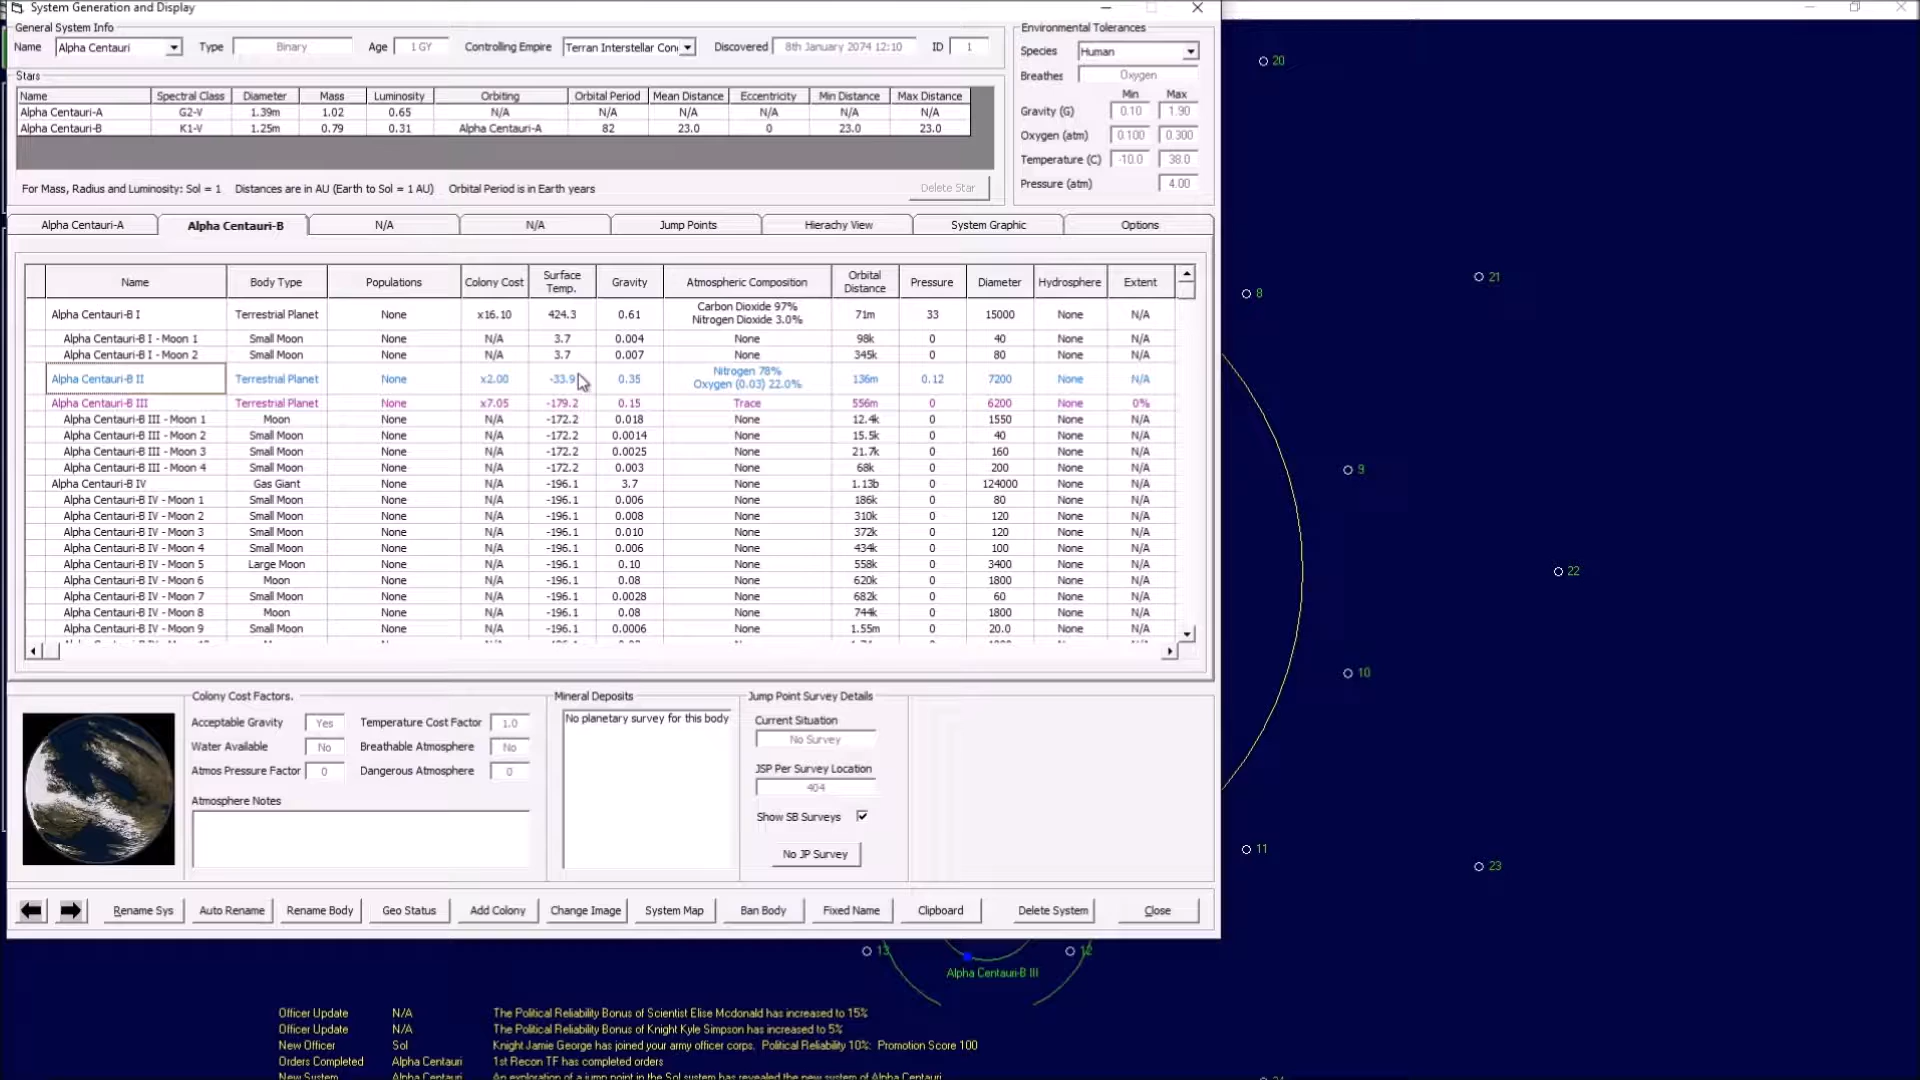 System Generation and Display
General System Info
Name Alpha Centauri Type Binary Age 1 GY Controlling Empire Terran Interstellar Con Discovered 8th January 2074 12:10 ID 1
Environmental Tolerances
Species Human
Breathes Oxygen
Min Max
Gravity (G) 0.10 1.90
Oxygen (atm) 0.100 0.300
Temperature (C) -10.0 38.0
Pressure (atm) 4.00
Stars
Name Spectral Class Diameter Mass Luminosity Orbiting Orbital Period Mean Distance Eccentricity Min Distance Max Distance
Alpha Centauri-A G2-V 1.39m 1.02 0.65 N/A N/A N/A N/A N/A N/A
Alpha Centauri-B K1-V 1.25m 0.79 0.31 Alpha Centauri-A 82 23.0 0 23.0 23.0
For Mass, Radius and Luminosity: Sol = 1 Distances are in AU (Earth to Sol = 1 AU) Orbital Period is in Earth years Delete Star
Alpha Centauri-A Alpha Centauri-B N/A N/A Jump Points Hierachy View System Graphic Options
Name Body Type Populations Colony Cost Surface Temp. Gravity Atmospheric Composition Orbital Distance Pressure Diameter Hydrosphere Extent
Alpha Centauri-B I Terrestrial Planet None x16.10 424.3 0.61 Carbon Dioxide 97% Nitrogen Dioxide 3.0% 71m 33 15000 None N/A
Alpha Centauri-B I - Moon 1 Small Moon None N/A 3.7 0.004 None 98k 0 40 None N/A
Alpha Centauri-B I - Moon 2 Small Moon None N/A 3.7 0.007 None 345k 0 80 None N/A
Alpha Centauri-B II Terrestrial Planet None x2.00 -33.9 0.35 Nitrogen 78% Oxygen (0.03) 22.0% 136m 0.12 7200 None N/A
Alpha Centauri-B III Terrestrial Planet None x7.05 -179.2 0.15 Trace 556m 0 6200 None 0%
Alpha Centauri-B III - Moon 1 Moon None N/A -172.2 0.018 None 12.4k 0 1550 None N/A
Alpha Centauri-B III - Moon 2 Small Moon None N/A -172.2 0.0014 None 15.5k 0 40 None N/A
Alpha Centauri-B III - Moon 3 Small Moon None N/A -172.2 0.0025 None 21.7k 0 160 None N/A
Alpha Centauri-B III - Moon 4 Small Moon None N/A -172.2 0.003 None 68k 0 200 None N/A
Alpha Centauri-B IV Gas Giant None N/A -196.1 3.7 None 1.13b 0 124000 None N/A
Alpha Centauri-B IV - Moon 1 Small Moon None N/A -196.1 0.006 None 186k 0 80 None N/A
Alpha Centauri-B IV - Moon 2 Small Moon None N/A -196.1 0.008 None 310k 0 120 None N/A
Alpha Centauri-B IV - Moon 3 Small Moon None N/A -196.1 0.010 None 372k 0 120 None N/A
Alpha Centauri-B IV - Moon 4 Small Moon None N/A -196.1 0.006 None 434k 0 100 None N/A
Alpha Centauri-B IV - Moon 5 Large Moon None N/A -196.1 0.10 None 558k 0 3400 None N/A
Alpha Centauri-B IV - Moon 6 Moon None N/A -196.1 0.08 None 620k 0 1800 None N/A
Alpha Centauri-B IV - Moon 7 Small Moon None N/A -196.1 0.0028 None 682k 0 60 None N/A
Alpha Centauri-B IV - Moon 8 Moon None N/A -196.1 0.08 None 744k 0 1800 None N/A
Alpha Centauri-B IV - Moon 9 Small Moon None N/A -196.1 0.0006 None 1.55m 0 20.0 None N/A
Colony Cost Factors.
Acceptable Gravity Yes Temperature Cost Factor 1.0
Water Available No Breathable Atmosphere No
Atmos Pressure Factor 0 Dangerous Atmosphere 0
Atmosphere Notes
Mineral Deposits
No planetary survey for this body
Jump Point Survey Details
Current Situation
No Survey
JSP Per Survey Location
404
Show SB Surveys
No JP Survey
Rename Sys Auto Rename Rename Body Geo Status Add Colony Change Image System Map Ban Body Fixed Name Clipboard Delete System Close
20
21
8
9
22
10
11
23
13
12
Alpha Centauri-B III
Officer Update N/A The Political Reliability Bonus of Scientist Elise Mcdonald has increased to 15%
Officer Update N/A The Political Reliability Bonus of Knight Kyle Simpson has increased to 5%
New Officer Sol Knight Jamie George has joined your army officer corps. Political Reliability 10%: Promotion Score 100
Orders Completed Alpha Centauri 1st Recon TF has completed orders
New System Alpha Centauri An exploration of a jump point in the Sol system has revealed the new system of Alpha Centauri